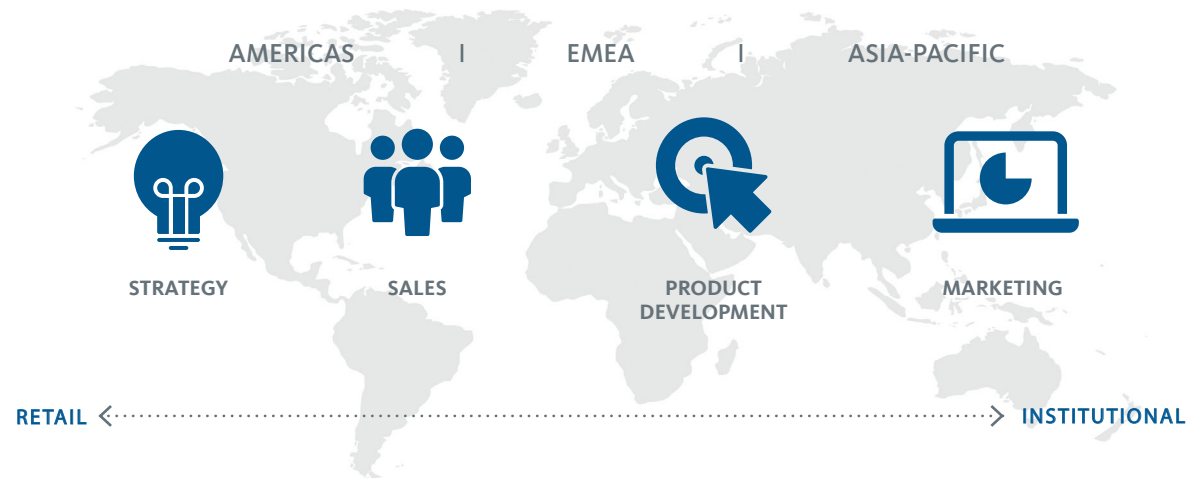 AMERICAS | EMEA | ASIA-PACIFIC
STRATEGY
SALES
PRODUCT
DEVELOPMENT
MARKETING
RETAIL
INSTITUTIONAL